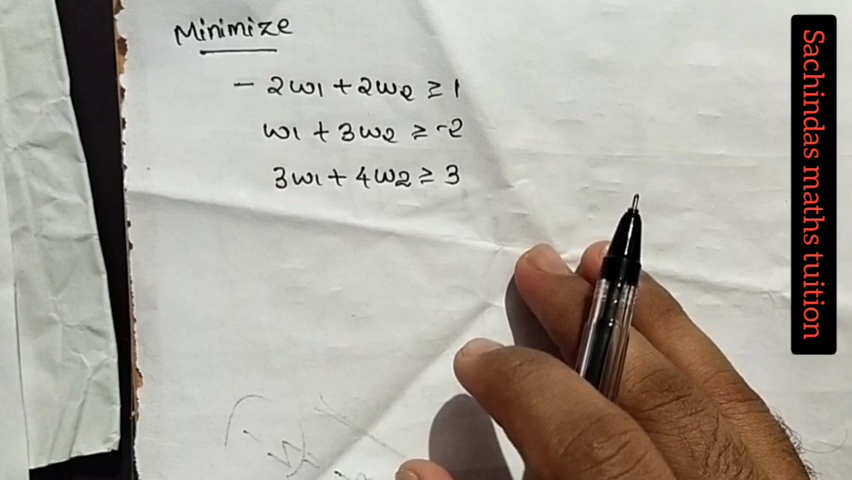 Minimize
- 2w1 + 2w2 ≥ 1
w1 + 3w2 ≥ -2
3w1 + 4w2 ≥ 3
Sachindas maths tuition